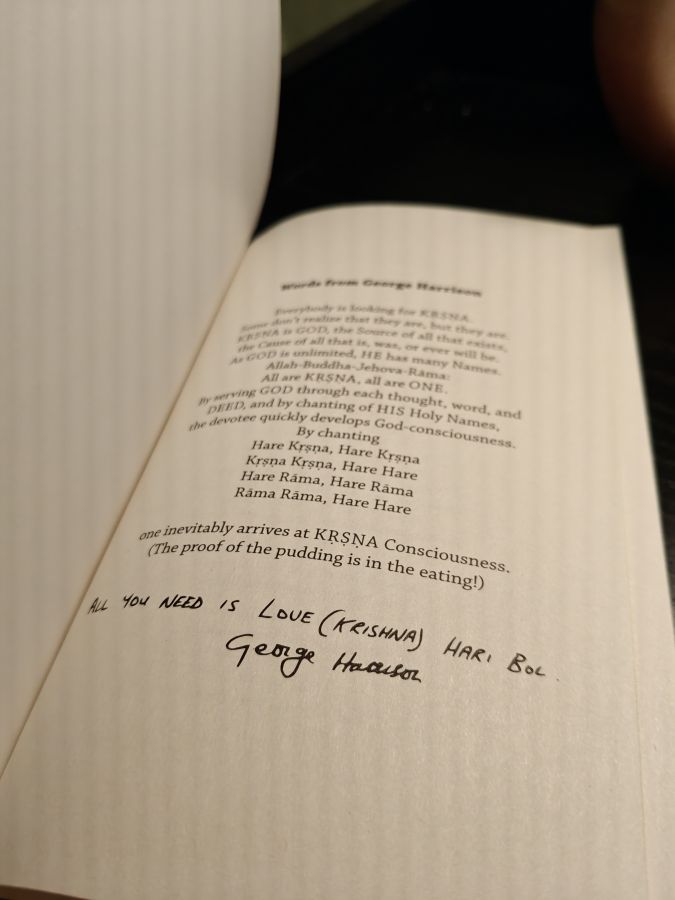 Words from George Harrison
Everybody is looking for KṚṢṆA.
Some don't realize that they are, but they are.
KṚṢṆA is GOD, the Source of all that exists,
the Cause of all that is, was, or ever will be.
As GOD is unlimited, HE has many Names.
Allah-Buddha-Jehova-Rāma:
All are KṚṢṆA, all are ONE.
By serving GOD through each thought, word, and
DEED, and by chanting of HIS Holy Names,
the devotee quickly develops God-consciousness.
By chanting
Hare Kṛṣṇa, Hare Kṛṣṇa
Kṛṣṇa Kṛṣṇa, Hare Hare
Hare Rāma, Hare Rāma
Rāma Rāma, Hare Hare
one inevitably arrives at KṚṢṆA Consciousness.
(The proof of the pudding is in the eating!)
ALL YOU NEED IS LOVE (KRISHNA) HARI BOL.
George Harrison